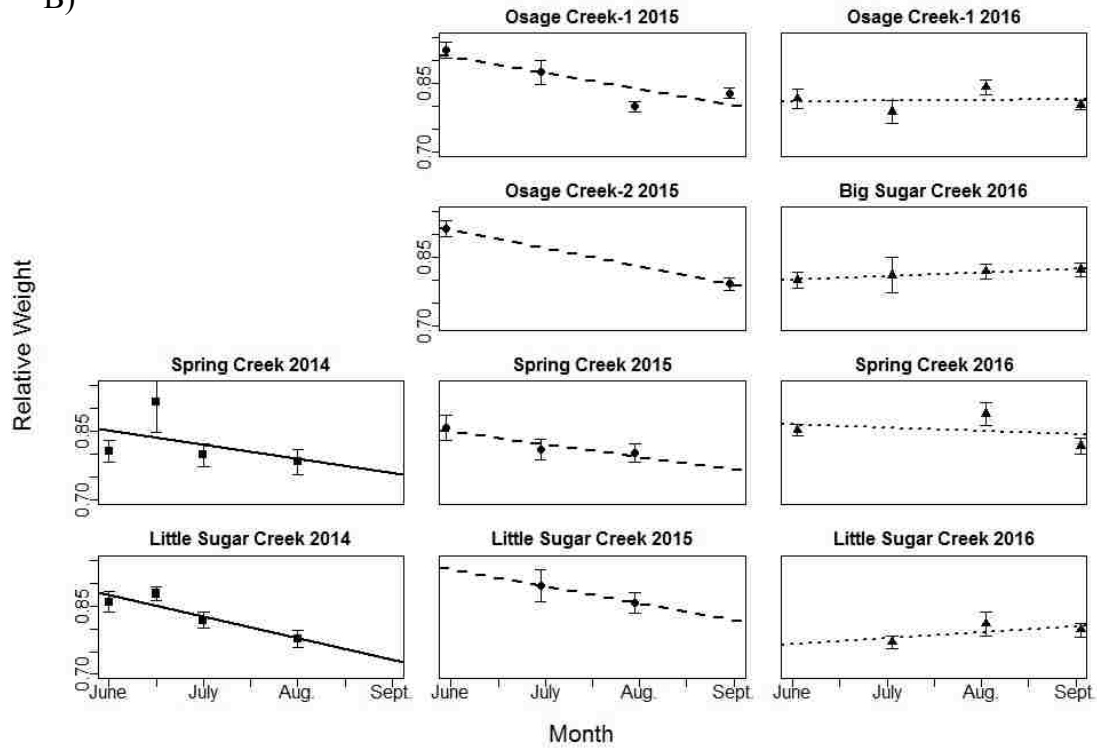 B)
Osage Creek-1 2015
Osage Creek-1 2016
0.85
0.70
Osage Creek-2 2015
Big Sugar Creek 2016
0.85
0.70
Relative Weight
Spring Creek 2014
Spring Creek 2015
Spring Creek 2016
0.85
0.70
Little Sugar Creek 2014
Little Sugar Creek 2015
Little Sugar Creek 2016
0.85
0.70
June July Aug. Sept. June July Aug. Sept. June July Aug. Sept.
Month